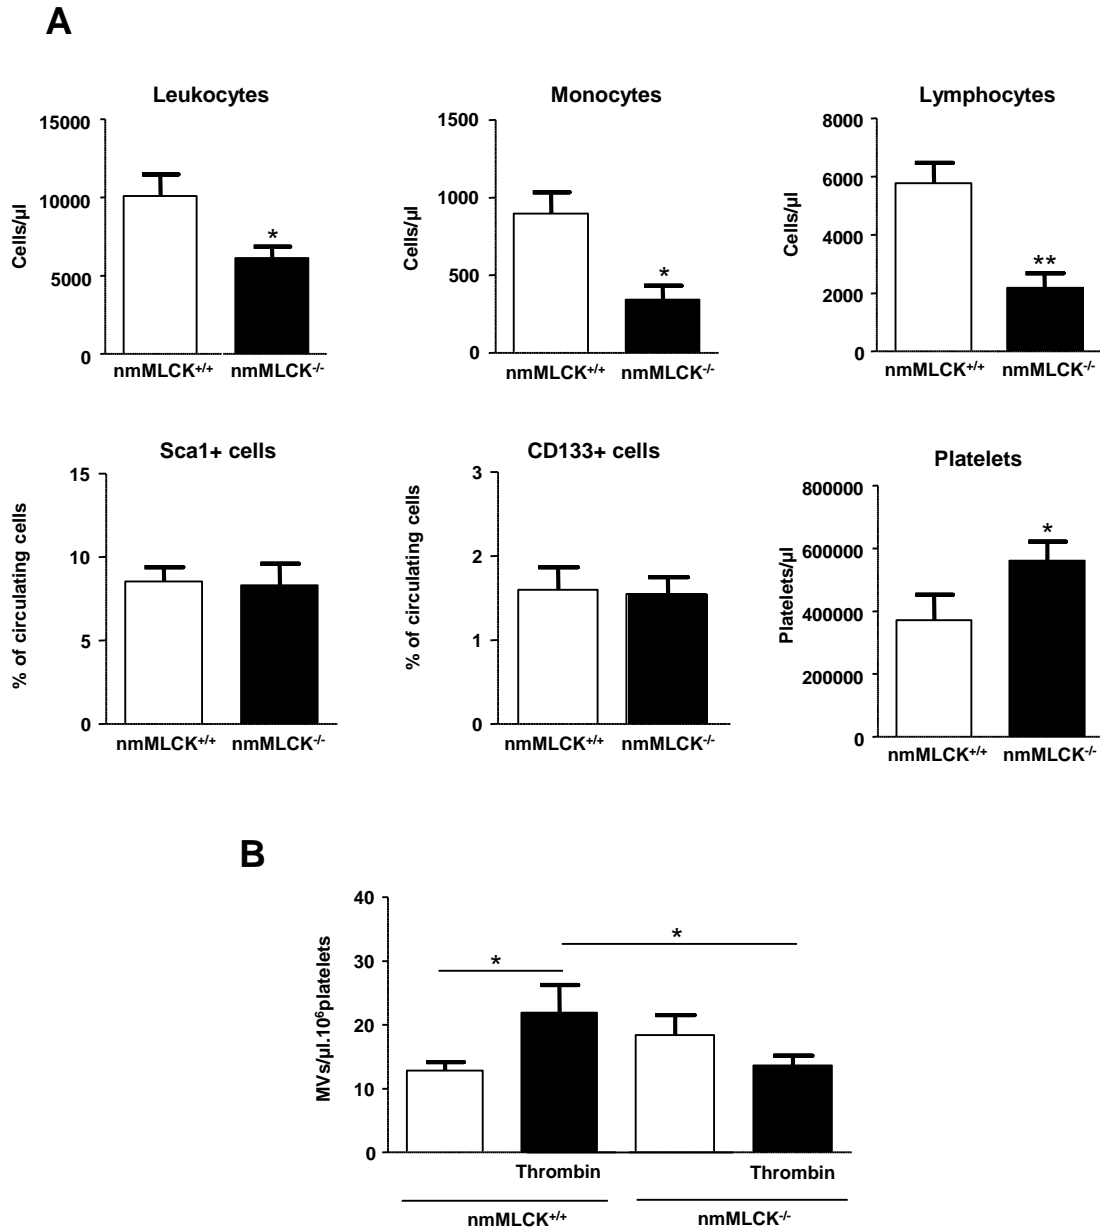 A
Leukocytes
15000
10000
5000
0
Cells/µl
*
nmMLCK+/+ nmMLCK-/-
Monocytes
1500
1000
500
0
Cells/µl
*
nmMLCK+/+ nmMLCK-/-
Lymphocytes
8000
6000
4000
2000
0
Cells/µl
**
nmMLCK+/+ nmMLCK-/-
Sca1+ cells
15
10
5
0
% of circulating cells
nmMLCK+/+ nmMLCK-/-
CD133+ cells
3
2
1
0
% of circulating cells
nmMLCK+/+ nmMLCK-/-
Platelets
800000
600000
400000
200000
0
Platelets/µl
*
nmMLCK+/+ nmMLCK-/-
B
40
30
20
10
0
MVs/µl.10⁶platelets
*
*
Thrombin Thrombin
nmMLCK+/+ nmMLCK-/-